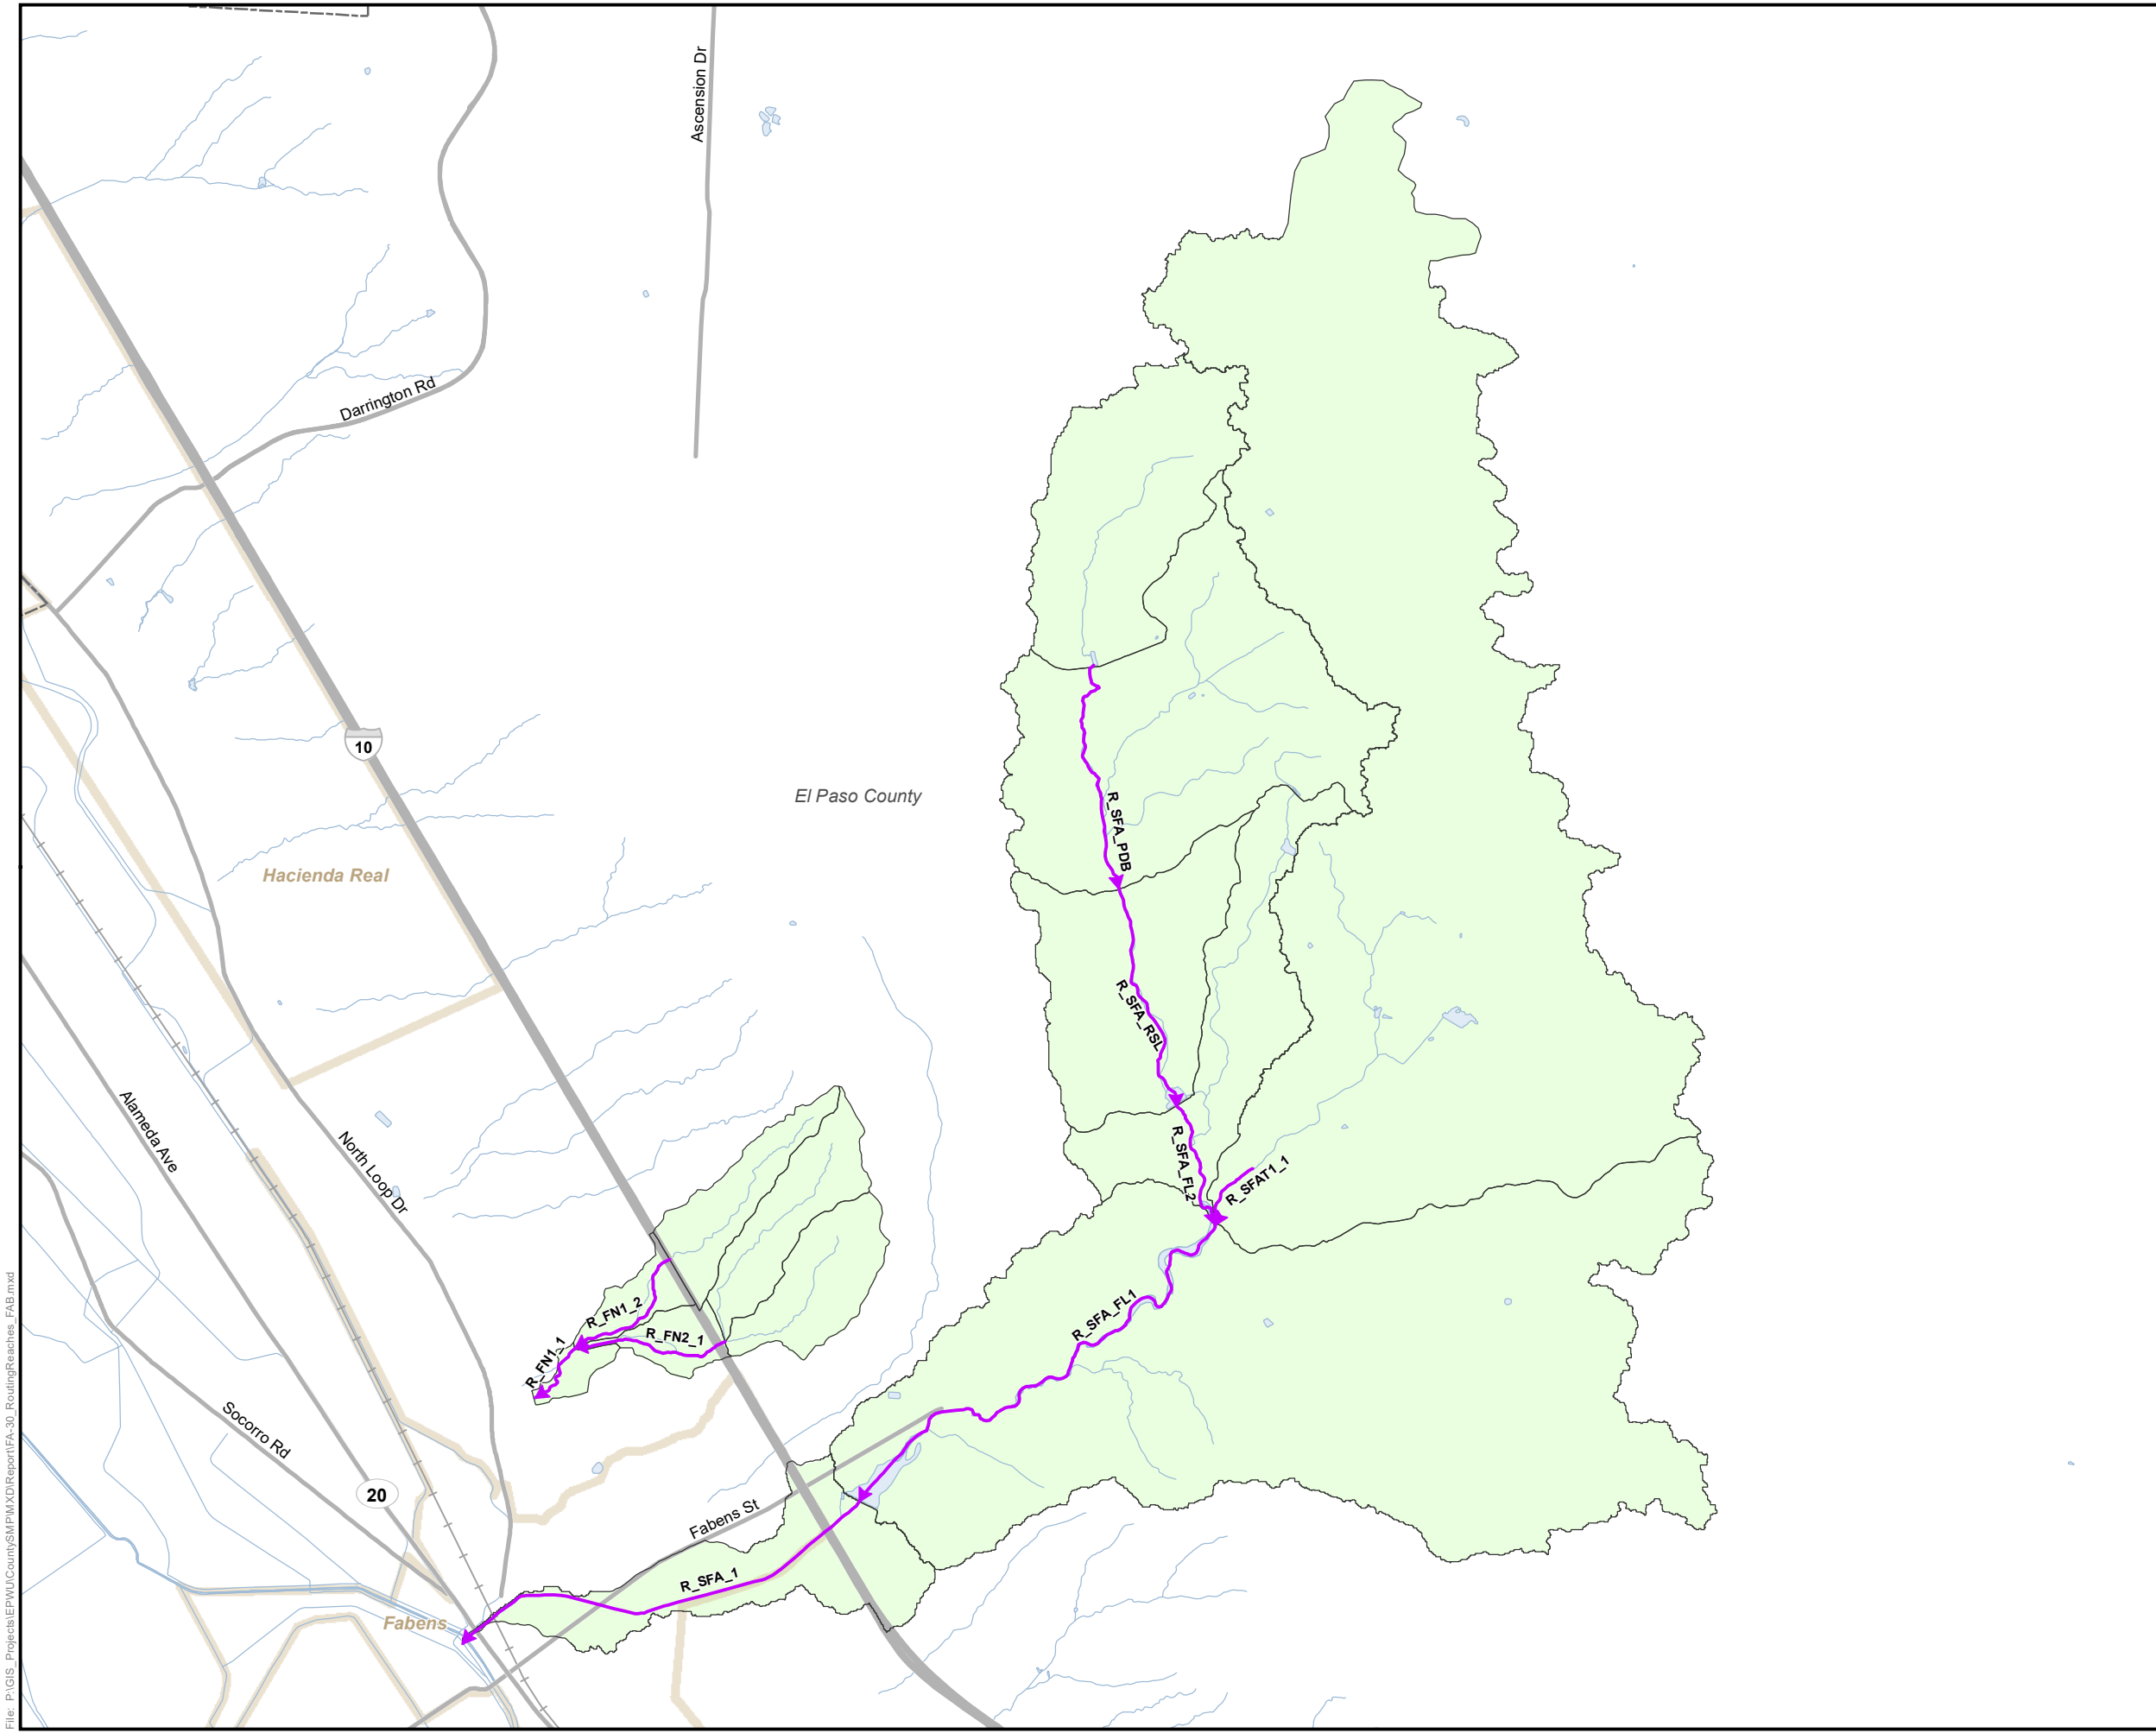 Ascension Dr
Darrington Rd
10
El Paso County
R_SFA_PDB
Hacienda Real
R_SFA_RSL
Alameda Ave
North Loop Dr
R_SFA_FL2
R_SFAT1_1
R_FN1_2
R_FN2_1
R_FN1_1
R_SFA_FL1
Socorro Rd
20
Fabens St
R_SFA_1
Fabens
File: P:\GIS_Projects\EPWU\CountySMP\MXD\Report\FA-30_RoutingReaches_FAB.mxd